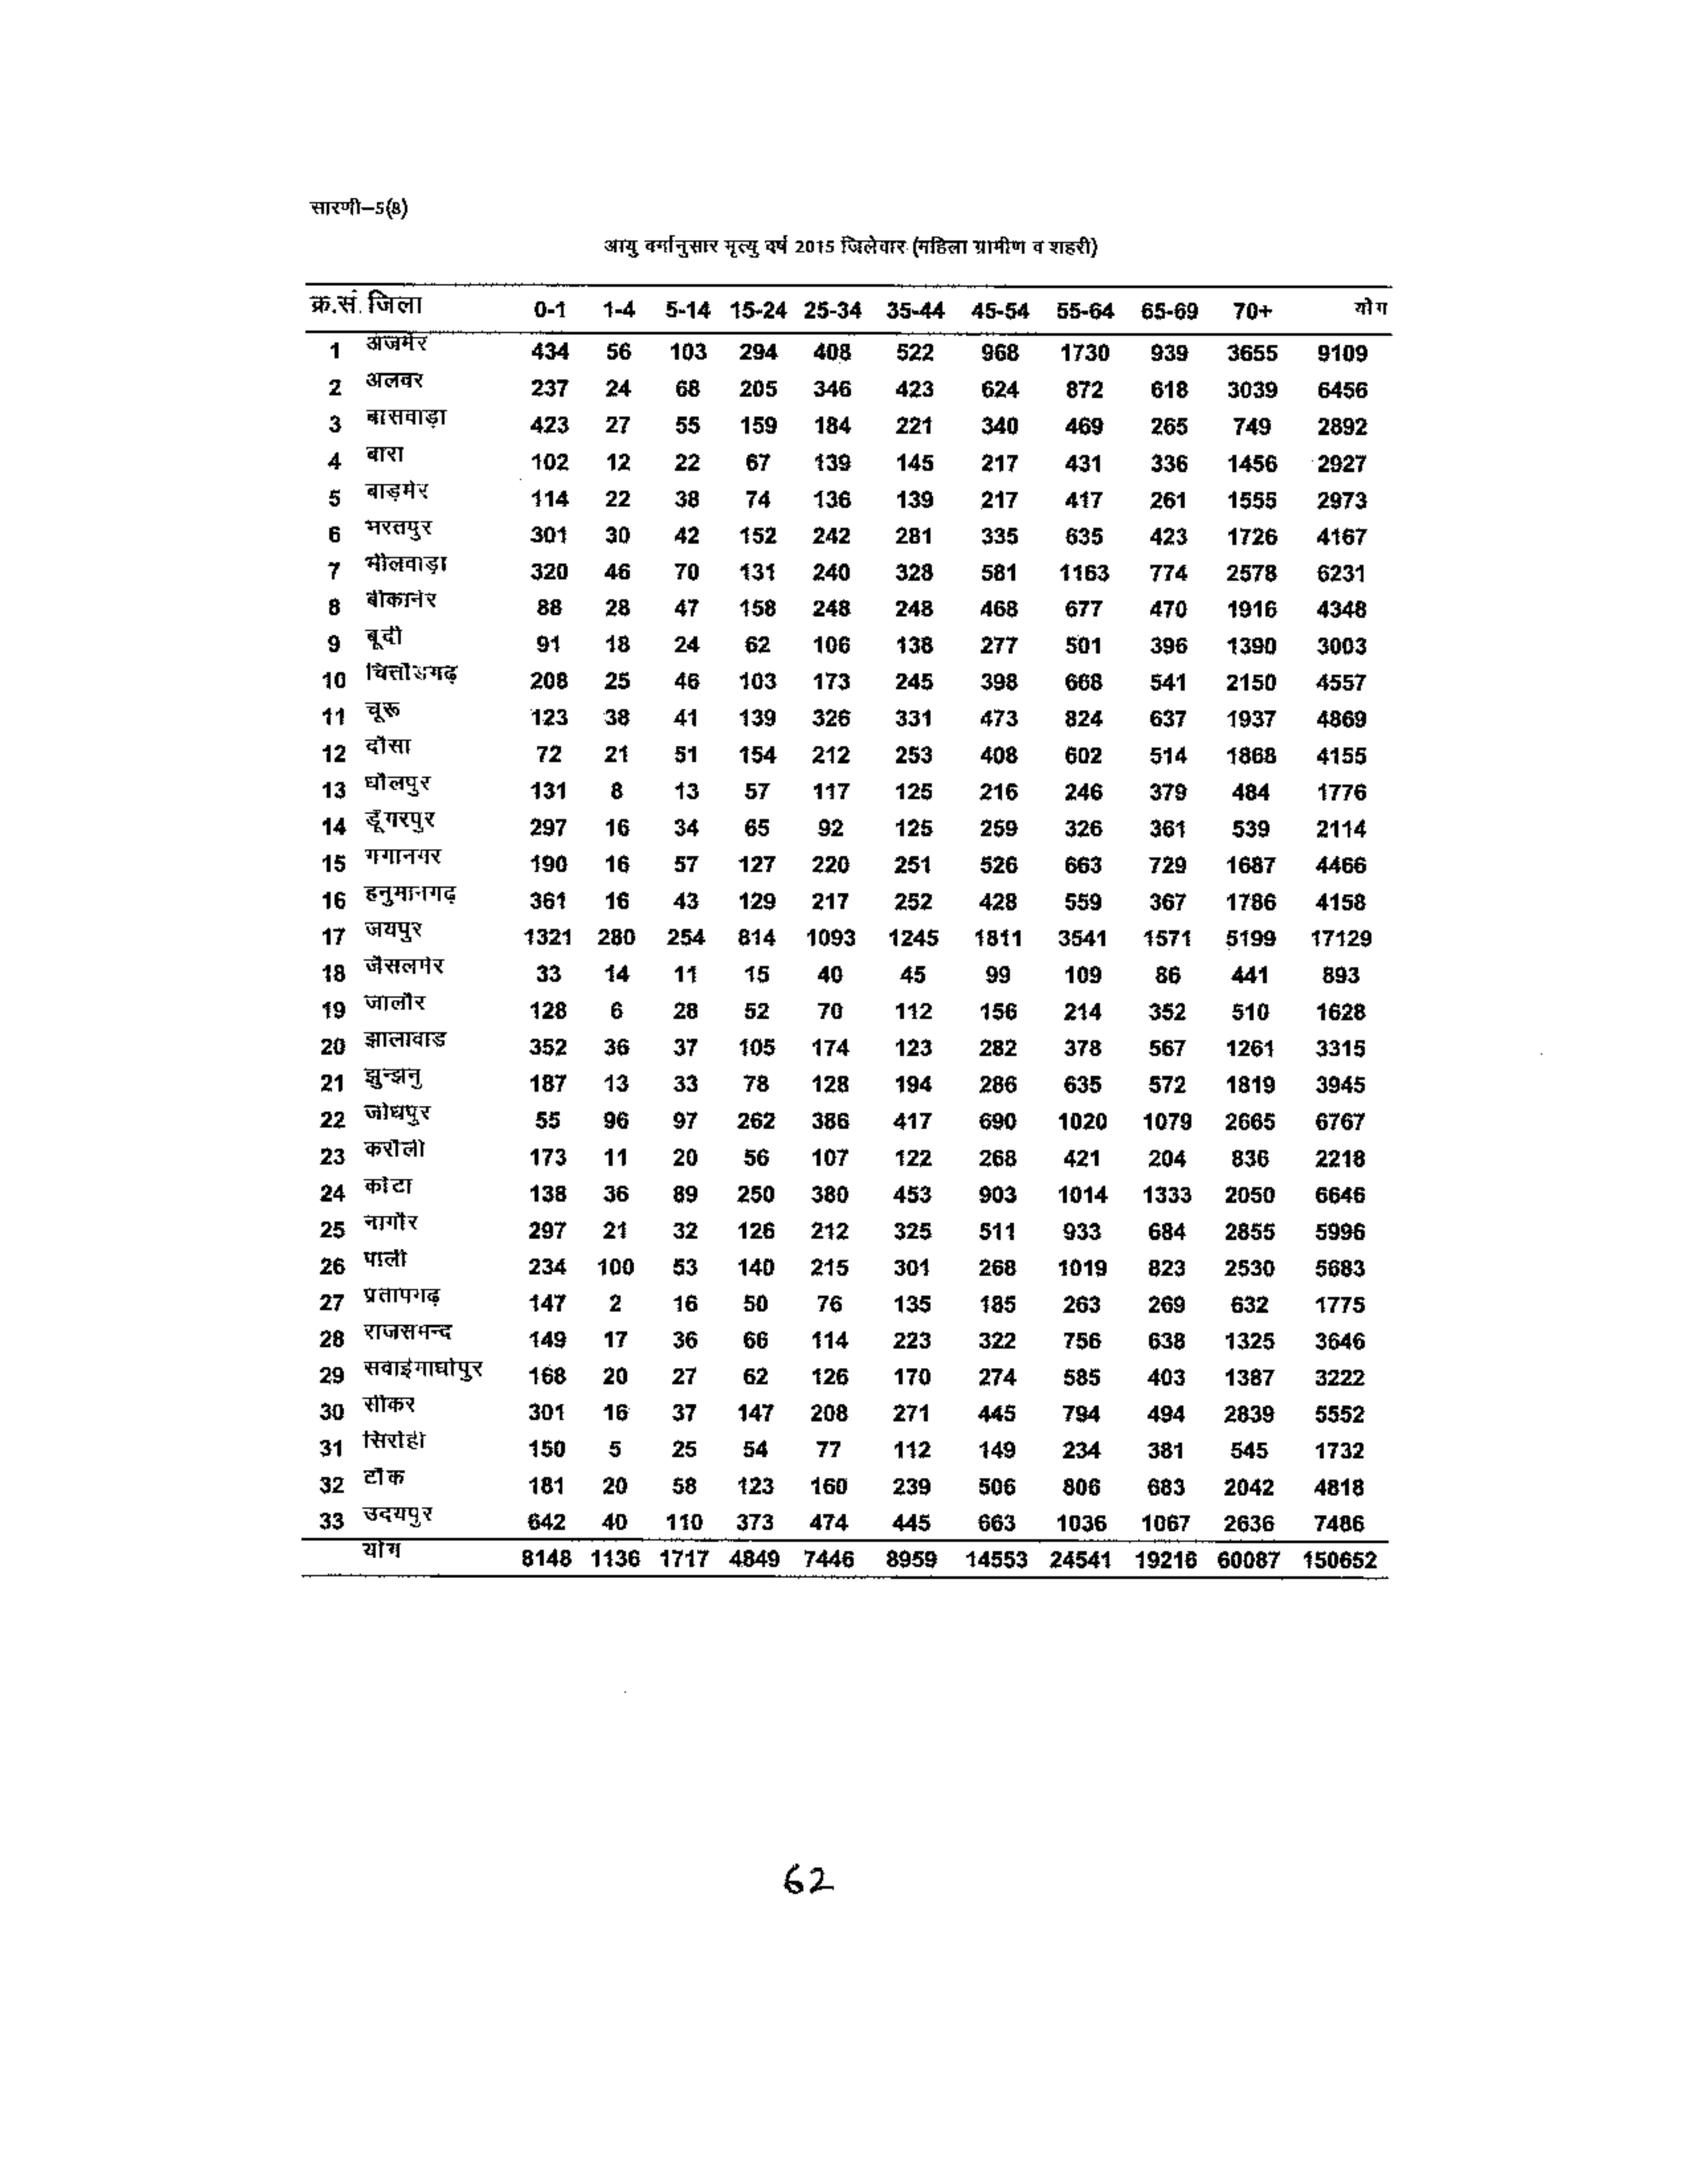 सारणी–5(8)
आयु वर्गानुसार मृत्यु वर्ष 2015 जिलेवार (महिला ग्रामीण व शहरी)
क्र.सं. जिला 0-1 1-4 5-14 15-24 25-34 35-44 45-54 55-64 65-69 70+ योग
1 अजमेर 434 56 103 294 408 522 968 1730 939 3655 9109
2 अलवर 237 24 68 205 346 423 624 872 618 3039 6456
3 बासवाड़ा 423 27 55 159 184 221 340 469 265 749 2892
4 बारा 102 12 22 67 139 145 217 431 336 1456 2927
5 बाड़मेर 114 22 38 74 136 139 217 417 261 1555 2973
6 भरतपुर 301 30 42 152 242 281 335 635 423 1726 4167
7 भीलवाड़ा 320 46 70 131 240 328 581 1163 774 2578 6231
8 बीकानेर 88 28 47 158 248 248 468 677 470 1916 4348
9 बूदी 91 18 24 62 106 138 277 501 396 1390 3003
10 चित्तोडगढ़ 208 25 46 103 173 245 398 668 541 2150 4557
11 चूरू 123 38 41 139 326 331 473 824 637 1937 4869
12 दौसा 72 21 51 154 212 253 408 602 514 1868 4155
13 धौलपुर 131 8 13 57 117 125 216 246 379 484 1776
14 डूँगरपुर 297 16 34 65 92 125 259 326 361 539 2114
15 गगानगर 190 16 57 127 220 251 526 663 729 1687 4466
16 हनुमानगढ़ 361 16 43 129 217 252 428 559 367 1786 4158
17 जयपुर 1321 280 254 814 1093 1245 1811 3541 1571 5199 17129
18 जैसलमेर 33 14 11 15 40 45 99 109 86 441 893
19 जालौर 128 6 28 52 70 112 156 214 352 510 1628
20 झालावाड 352 36 37 105 174 123 282 378 567 1261 3315
21 झुन्झनु 187 13 33 78 128 194 286 635 572 1819 3945
22 जोधपुर 55 96 97 262 386 417 690 1020 1079 2665 6767
23 करौली 173 11 20 56 107 122 268 421 204 836 2218
24 कोटा 138 36 89 250 380 453 903 1014 1333 2050 6646
25 नागौर 297 21 32 126 212 325 511 933 684 2855 5996
26 पाली 234 100 53 140 215 301 268 1019 823 2530 5683
27 प्रतापगढ़ 147 2 16 50 76 135 185 263 269 632 1775
28 राजसमन्द 149 17 36 66 114 223 322 756 638 1325 3646
29 सवाईमाधोपुर 168 20 27 62 126 170 274 585 403 1387 3222
30 सीकर 301 16 37 147 208 271 445 794 494 2839 5552
31 सिरोही 150 5 25 54 77 112 149 234 381 545 1732
32 टौंक 181 20 58 123 160 239 506 806 683 2042 4818
33 उदयपुर 642 40 110 373 474 445 663 1036 1067 2636 7486
योग 8148 1136 1717 4849 7446 8959 14553 24541 19216 60087 150652
62